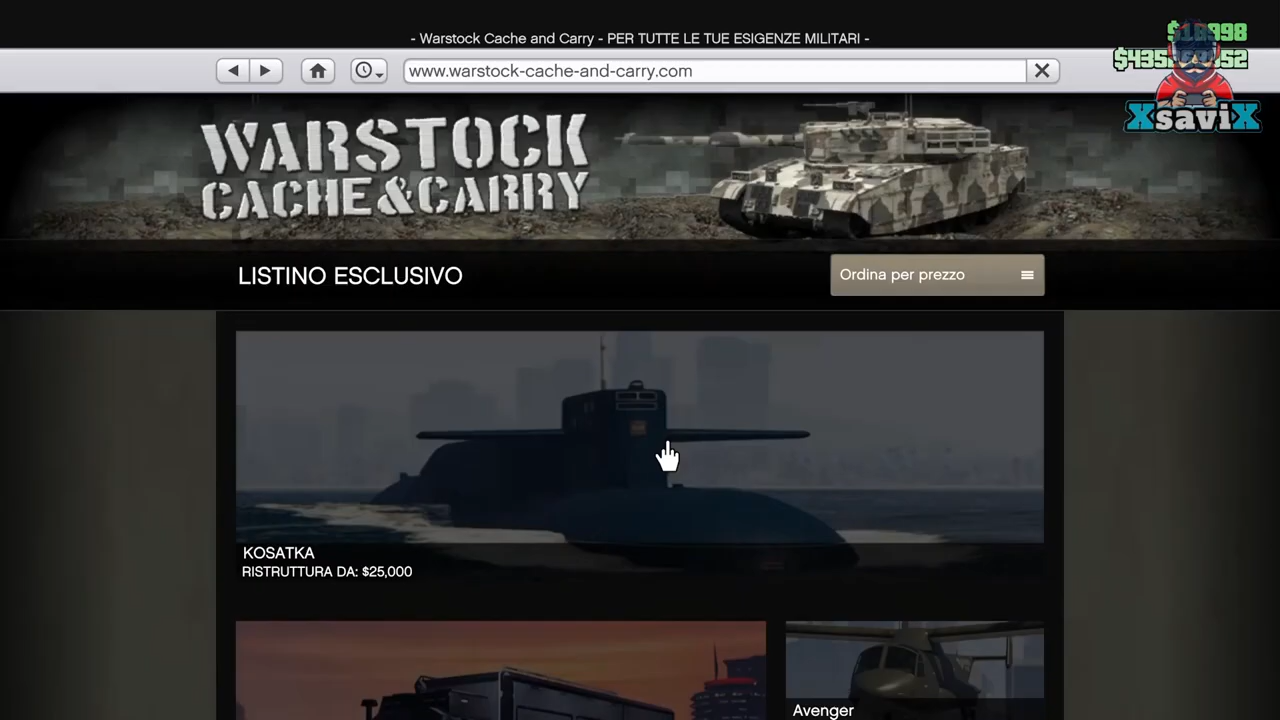 - Warstock Cache and Carry - PER TUTTE LE TUE ESIGENZE MILITARI -
www.warstock-cache-and-carry.com
XsaviX
WARSTOCK
CACHE&CARRY
LISTINO ESCLUSIVO
Ordina per prezzo
KOSATKA
RISTRUTTURA DA: $25,000
Avenger